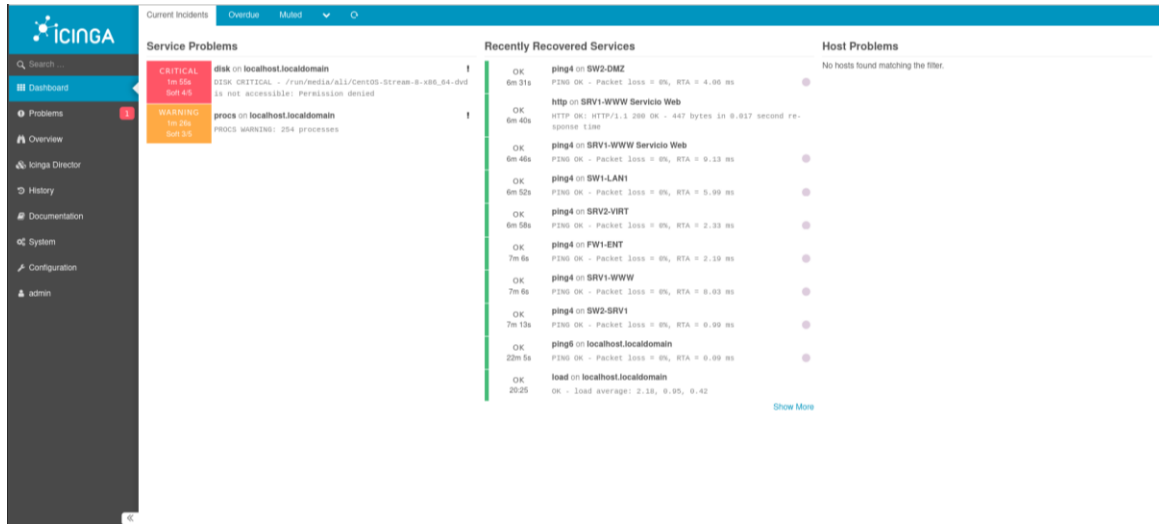 iCINGA
Search ...
Dashboard
Problems
1
Overview
Icinga Director
History
Documentation
System
Configuration
admin
Current Incidents
Overdue
Muted
Service Problems
CRITICAL
1m 55s
Soft 4/5
disk on localhost.localdomain
!
DISK CRITICAL - /run/media/ali/CentOS-Stream-8-x86_64-dvd
is not accessible: Permission denied
WARNING
1m 26s
Soft 3/5
procs on localhost.localdomain
!
PROCS WARNING: 254 processes
Recently Recovered Services
OK
6m 31s
ping4 on SW2-DMZ
PING OK - Packet loss = 0%, RTA = 4.06 ms
OK
6m 40s
http on SRV1-WWW Servicio Web
HTTP OK: HTTP/1.1 200 OK - 447 bytes in 0.017 second re-
sponse time
OK
6m 46s
ping4 on SRV1-WWW Servicio Web
PING OK - Packet loss = 0%, RTA = 9.13 ms
OK
6m 52s
ping4 on SW1-LAN1
PING OK - Packet loss = 0%, RTA = 5.99 ms
OK
6m 58s
ping4 on SRV2-VIRT
PING OK - Packet loss = 0%, RTA = 2.33 ms
OK
7m 6s
ping4 on FW1-ENT
PING OK - Packet loss = 0%, RTA = 2.19 ms
OK
7m 6s
ping4 on SRV1-WWW
PING OK - Packet loss = 0%, RTA = 8.03 ms
OK
7m 13s
ping4 on SW2-SRV1
PING OK - Packet loss = 0%, RTA = 0.99 ms
OK
22m 5s
ping6 on localhost.localdomain
PING OK - Packet loss = 0%, RTA = 0.09 ms
OK
20:25
load on localhost.localdomain
OK - load average: 2.10, 0.95, 0.42
Show More
Host Problems
No hosts found matching the filter.